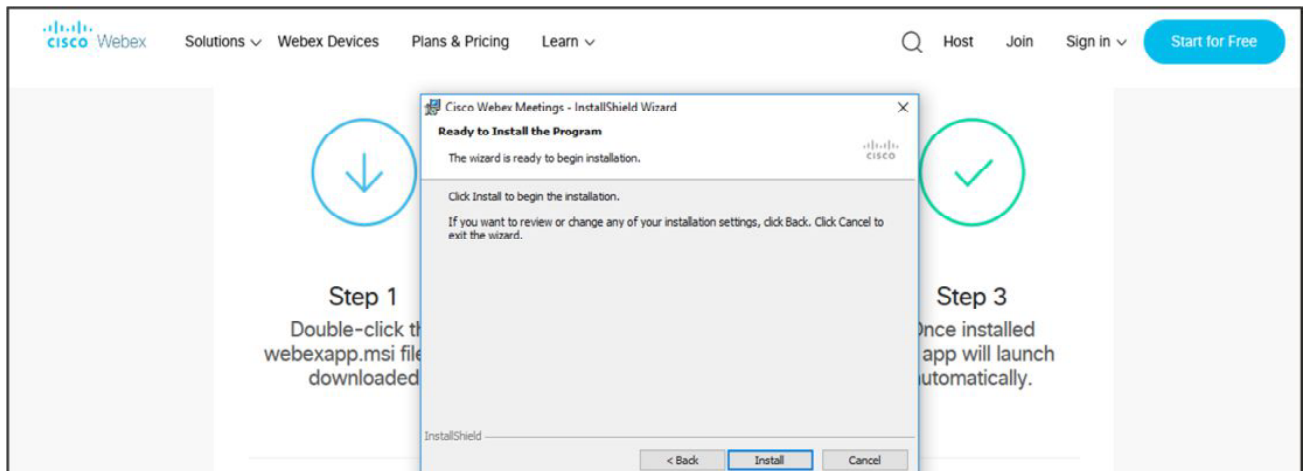 CISCO Webex Solutions Webex Devices Plans & Pricing Learn Host Join Sign in Start for Free
Cisco Webex Meetings - InstallShield Wizard
Ready to Install the Program
The wizard is ready to begin installation.
CISCO
Click Install to begin the installation.
If you want to review or change any of your installation settings, click Back. Click Cancel to
exit the wizard.
InstallShield
< Back Install Cancel
Step 1
Double-click th
webexapp.msi file
downloaded
Step 3
Once installed
app will launch
automatically.